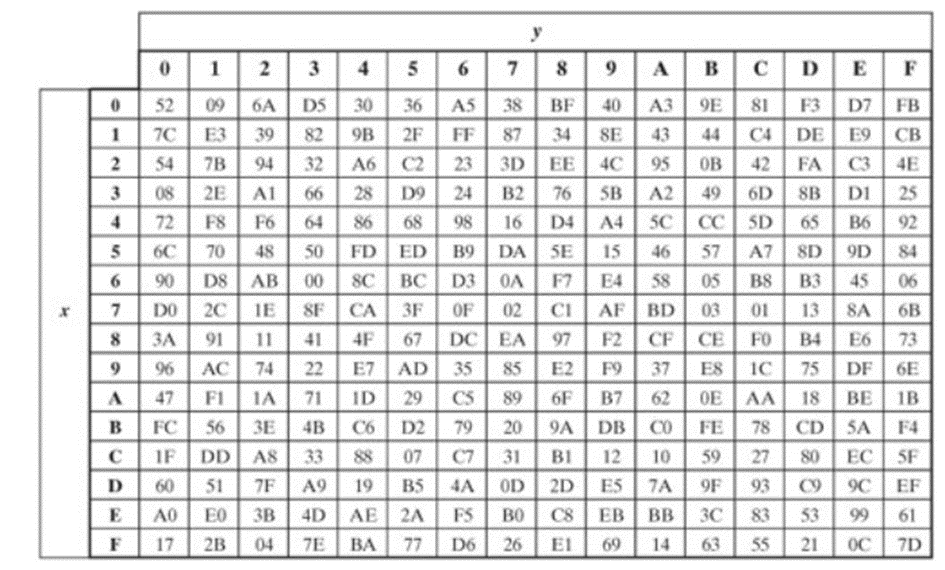 y
0 1 2 3 4 5 6 7 8 9 A B C D E F
0 52 09 6A D5 30 36 A5 38 BF 40 A3 9E 81 F3 D7 FB
1 7C E3 39 82 9B 2F FF 87 34 8E 43 44 C4 DE E9 CB
2 54 7B 94 32 A6 C2 23 3D EE 4C 95 0B 42 FA C3 4E
3 08 2E A1 66 28 D9 24 B2 76 5B A2 49 6D 8B D1 25
4 72 F8 F6 64 86 68 98 16 D4 A4 5C CC 5D 65 B6 92
5 6C 70 48 50 FD ED B9 DA 5E 15 46 57 A7 8D 9D 84
6 90 D8 AB 00 8C BC D3 0A F7 E4 58 05 B8 B3 45 06
x 7 D0 2C 1E 8F CA 3F 0F 02 C1 AF BD 03 01 13 8A 6B
8 3A 91 11 41 4F 67 DC EA 97 F2 CF CE F0 B4 E6 73
9 96 AC 74 22 E7 AD 35 85 E2 F9 37 E8 1C 75 DF 6E
A 47 F1 1A 71 1D 29 C5 89 6F B7 62 0E AA 18 BE 1B
B FC 56 3E 4B C6 D2 79 20 9A DB C0 FE 78 CD 5A F4
C 1F DD A8 33 88 07 C7 31 B1 12 10 59 27 80 EC 5F
D 60 51 7F A9 19 B5 4A 0D 2D E5 7A 9F 93 C9 9C EF
E A0 E0 3B 4D AE 2A F5 B0 C8 EB BB 3C 83 53 99 61
F 17 2B 04 7E BA 77 D6 26 E1 69 14 63 55 21 0C 7D